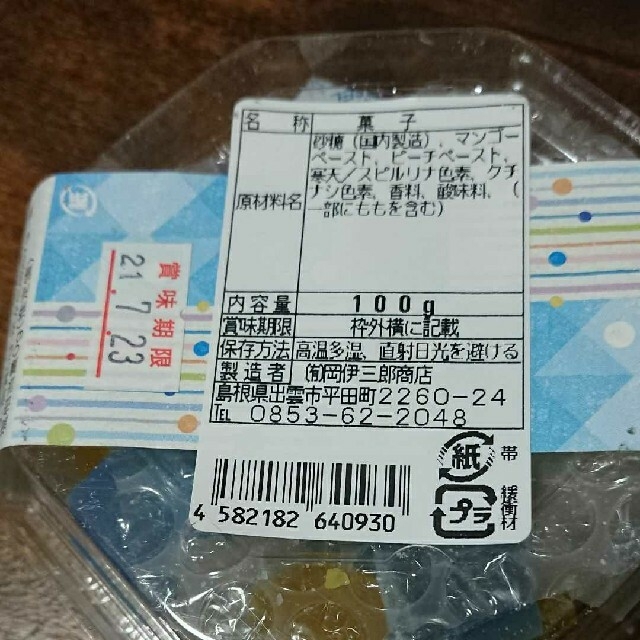 名称 菓子
原材料名 砂糖(国内製造)、マンゴー
ペースト、ピーチペースト、
寒天/スピルリナ色素、クチ
ナシ色素、香料、酸味料、(
一部にももを含む)
内容量 100g
賞味期限 枠外横に記載
保存方法 高温多湿、直射日光を避ける
製造者 ㈲岡伊三郎商店
島根県出雲市平田町2260-24
TEL 0853-62-2048
賞味期限
21.7.23
紙 帯
プラ 緩衝材
4 582182 640930